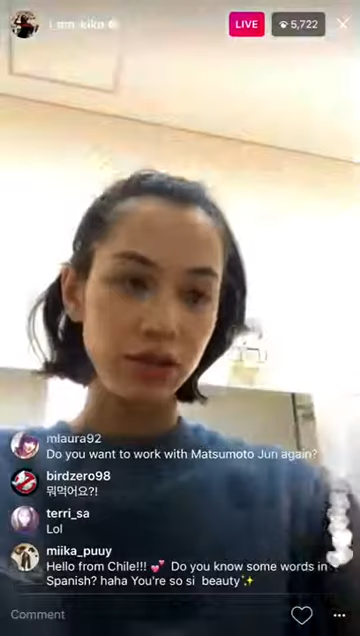 i_am_kiko
LIVE
5,722
mlaura92
Do you want to work with Matsumoto Jun again?
birdzero98
뭐먹어요?!
terri_sa
Lol
miika_puuy
Hello from Chile!!! 💕 Do you know some words in
Spanish? haha You're so si beauty✨
Comment